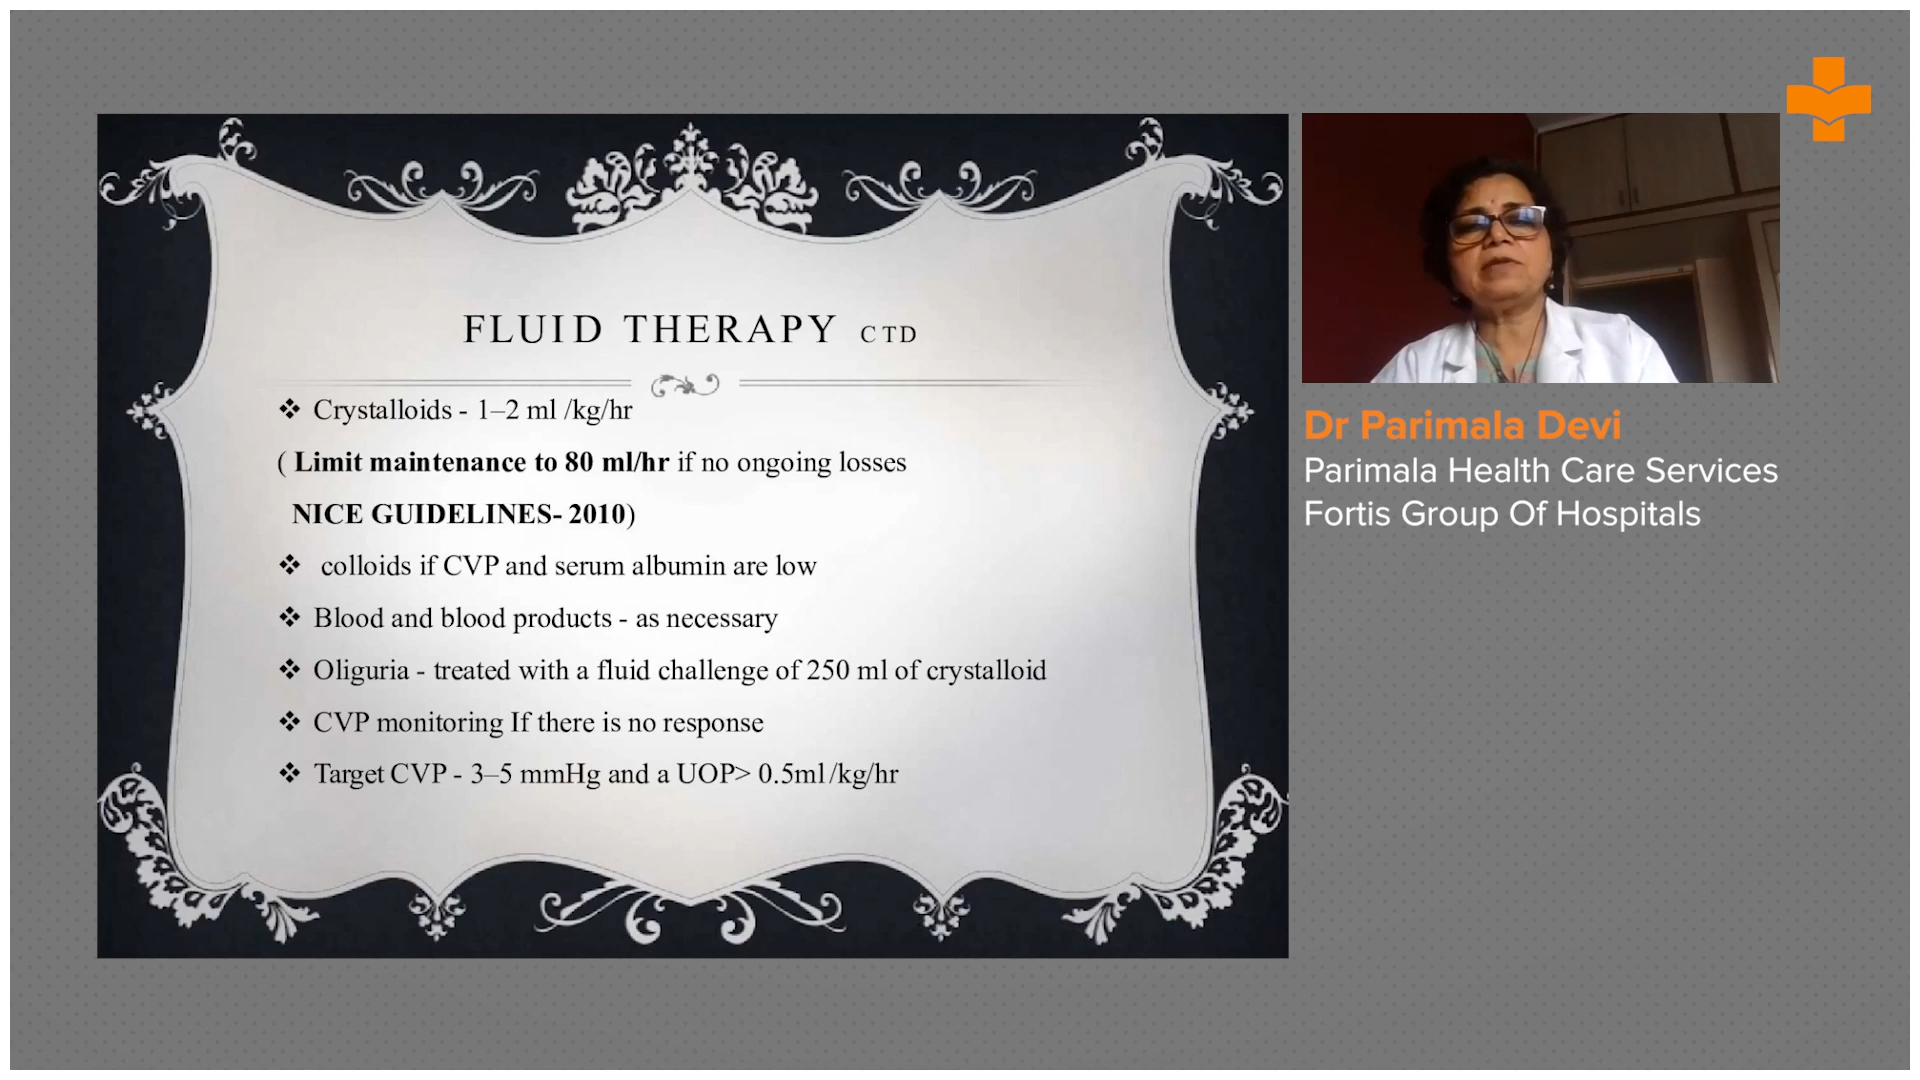 FLUID THERAPY CTD
❖ Crystalloids - 1–2 ml /kg/hr
( Limit maintenance to 80 ml/hr if no ongoing losses
NICE GUIDELINES- 2010)
❖ colloids if CVP and serum albumin are low
❖ Blood and blood products - as necessary
❖ Oliguria - treated with a fluid challenge of 250 ml of crystalloid
❖ CVP monitoring If there is no response
❖ Target CVP - 3–5 mmHg and a UOP> 0.5ml /kg/hr
Dr Parimala Devi
Parimala Health Care Services
Fortis Group Of Hospitals